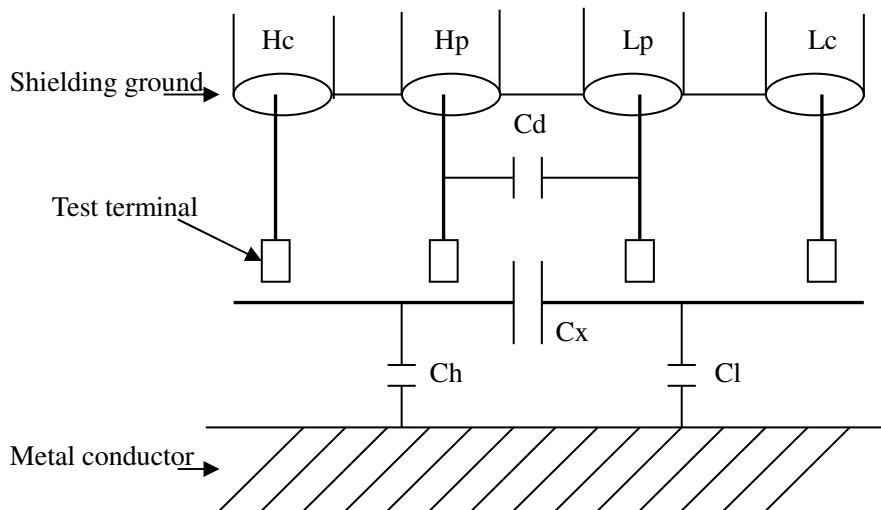 Hc
Hp
Lp
Lc
Shielding ground
Cd
Test terminal
Cx
Ch
Cl
Metal conductor